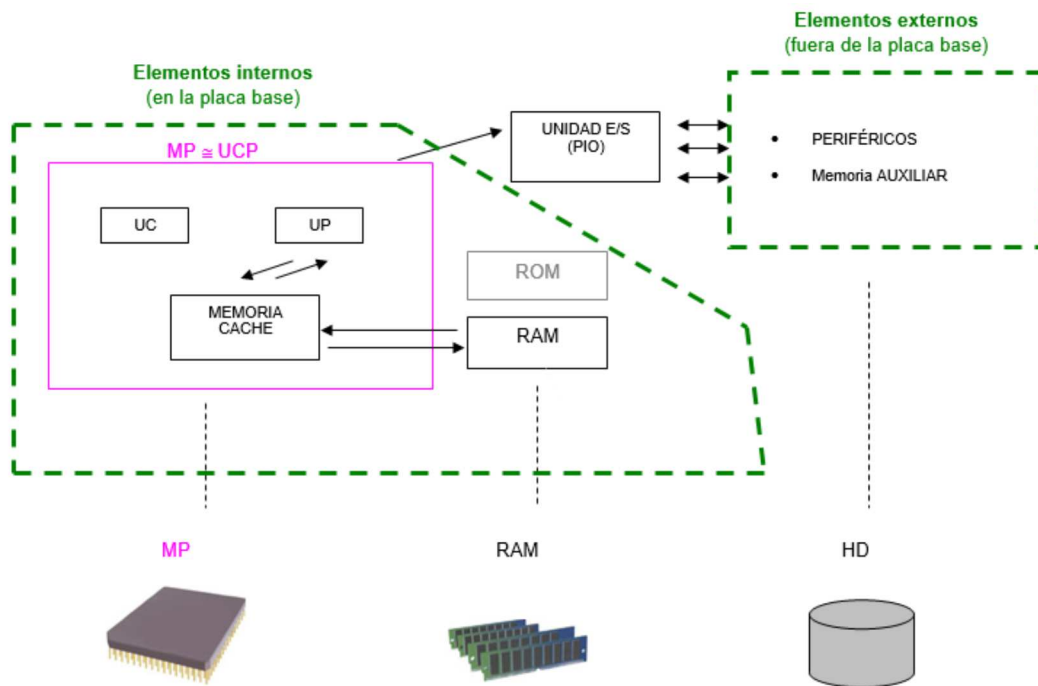 Elementos externos
(fuera de la placa base)
Elementos internos
(en la placa base)
UNIDAD E/S
(PIO)
• PERIFÉRICOS
• Memoria AUXILIAR
MP ≅ UCP
UC
UP
ROM
MEMORIA
CACHE
RAM
MP
RAM
HD